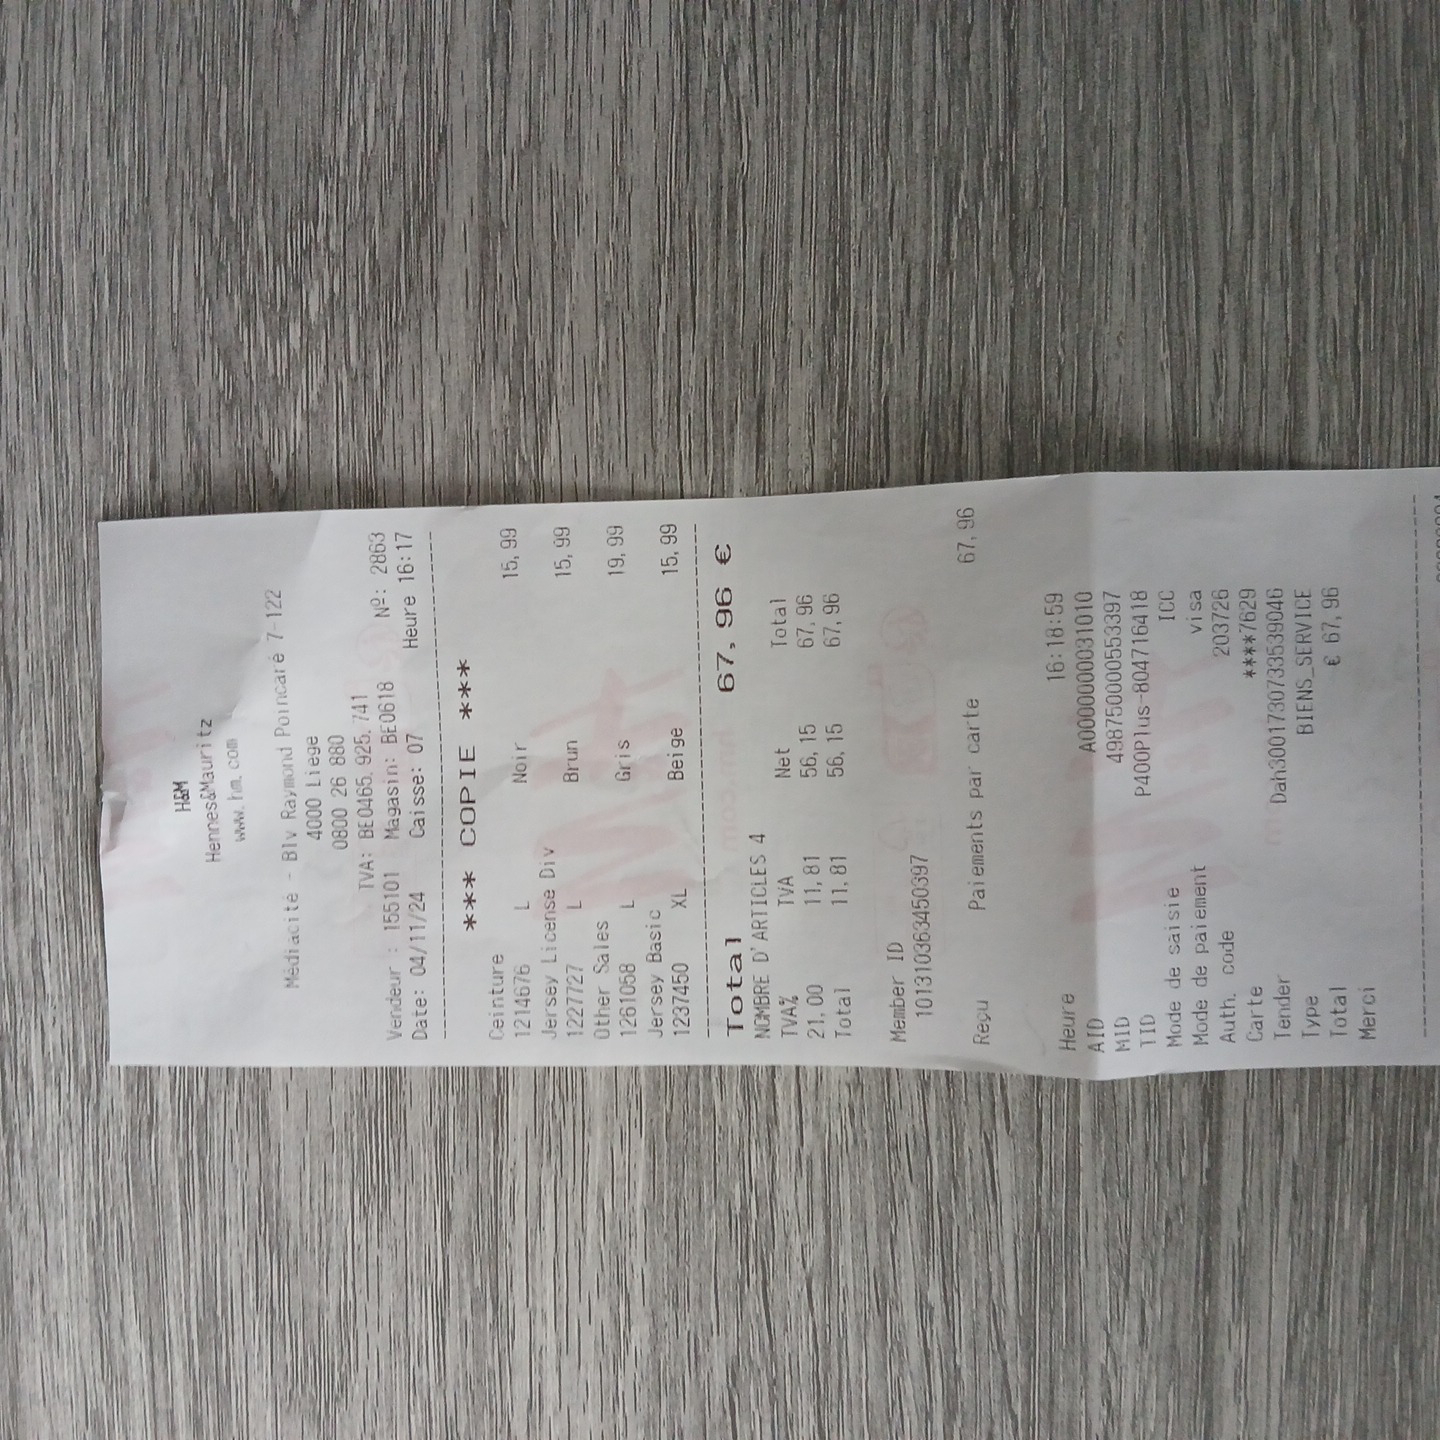 H&M
Hennes&Mauritz
www.hm.com
Médiacité - Blv Raymond Poincaré 7-122
4000 Liege
0800 26 880
TVA: BE0465.925.741
Vendeur : 155101 Magasin: BE0618 Nº: 2863
Date: 04/11/24 Caisse: 07 Heure 16:17
*** COPIE ***
Ceinture
1214676 L Noir 15,99
Jersey License Div
1227727 L Brun 15,99
Other Sales
1261058 L Gris 19,99
Jersey Basic
1237450 XL Beige 15,99
Total 67,96 €
NOMBRE D'ARTICLES 4
TVA% TVA Net Total
21,00 11,81 56,15 67,96
Total 11,81 56,15 67,96
Member ID
101310363450397
Reçu Paiements par carte 67,96
Heure 16:18:59
AID A0000000031010
MID 498750000553397
TID P400Plus-804716418
Mode de saisie ICC
Mode de paiement visa
Auth. code 203726
Carte ****7629
Tender Dah3001730733539046
Type BIENS_SERVICE
Total € 67,96
Merci